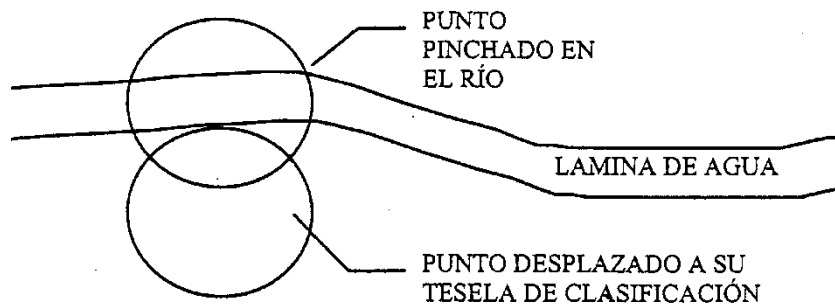 PUNTO
PINCHADO EN
EL RÍO
LAMINA DE AGUA
PUNTO DESPLAZADO A SU
TESELA DE CLASIFICACIÓN